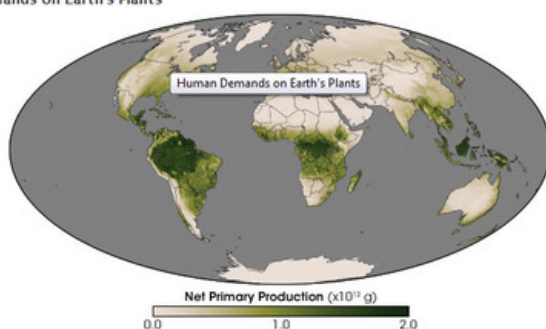 Human Demands on Earth's Plants
Net Primary Production (x10¹² g)
0.0 1.0 2.0